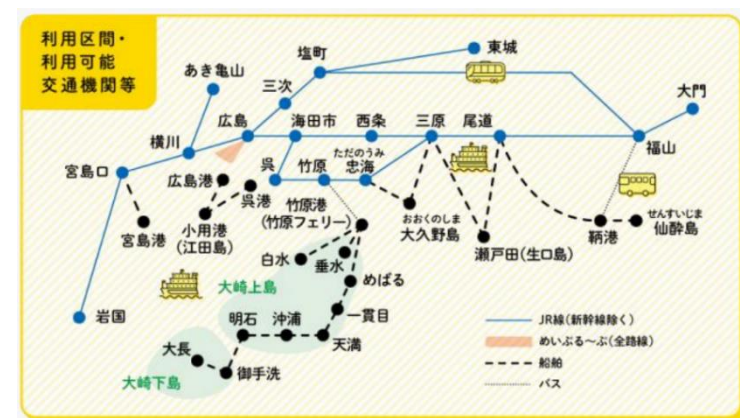 利用区間・
利用可能
交通機関等
あき亀山
塩町
東城
三次
大門
横川
広島
海田市
西条
三原
尾道
福山
宮島口
ただのうみ
忠海
呉
竹原
広島港
呉港
小用港
(江田島)
宮島港
竹原港
(竹原フェリー)
おおくのしま
大久野島
瀬戸田(生口島)
鞆港
せんすいじま
仙酔島
白水
垂水
めばる
大崎上島
一貫目
岩国
明石
沖浦
天満
大長
御手洗
大崎下島
JR線(新幹線除く)
めいぷる～ぷ(全路線)
船舶
バス